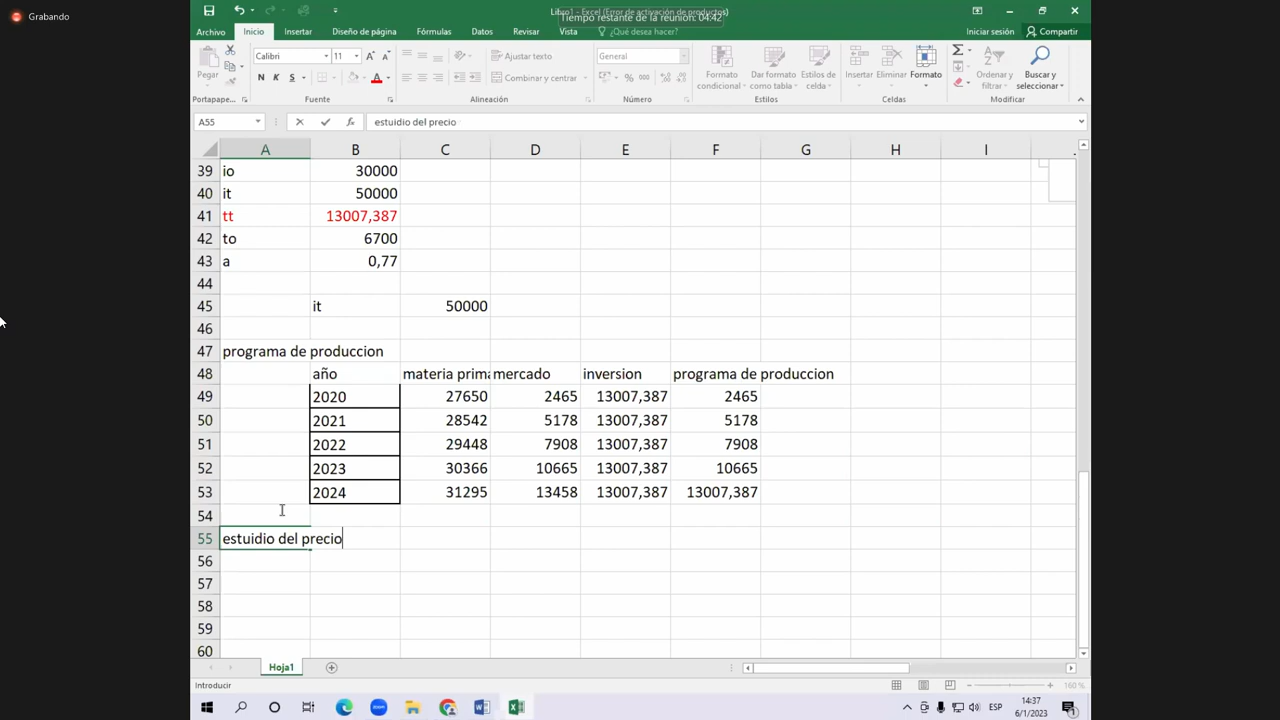 Grabando
Libro1 - Excel (Error de activación de productos)
Tiempo restante de la reunión: 04:42
Archivo Inicio Insertar Diseño de página Fórmulas Datos Revisar Vista ¿Qué desea hacer? Iniciar sesión Compartir
Pegar
Calibri 11
N K S
Ajustar texto
Combinar y centrar
General
% 000
Formato condicional
Dar formato como tabla
Estilos de celda
Insertar Eliminar Formato
Ordenar y filtrar
Buscar y seleccionar
Portapape... Fuente Alineación Número Estilos Celdas Modificar
A55 fx estuidio del precio
A B C D E F G H I
39 io 30000
40 it 50000
41 tt 13007,387
42 to 6700
43 a 0,77
44
45 it 50000
46
47 programa de produccion
48 año materia prima mercado inversion programa de produccion
49 2020 27650 2465 13007,387 2465
50 2021 28542 5178 13007,387 5178
51 2022 29448 7908 13007,387 7908
52 2023 30366 10665 13007,387 10665
53 2024 31295 13458 13007,387 13007,387
54
55 estuidio del precio
56
57
58
59
60
Hoja1
Introducir 160 %
zoom ESP 14:37
6/1/2023